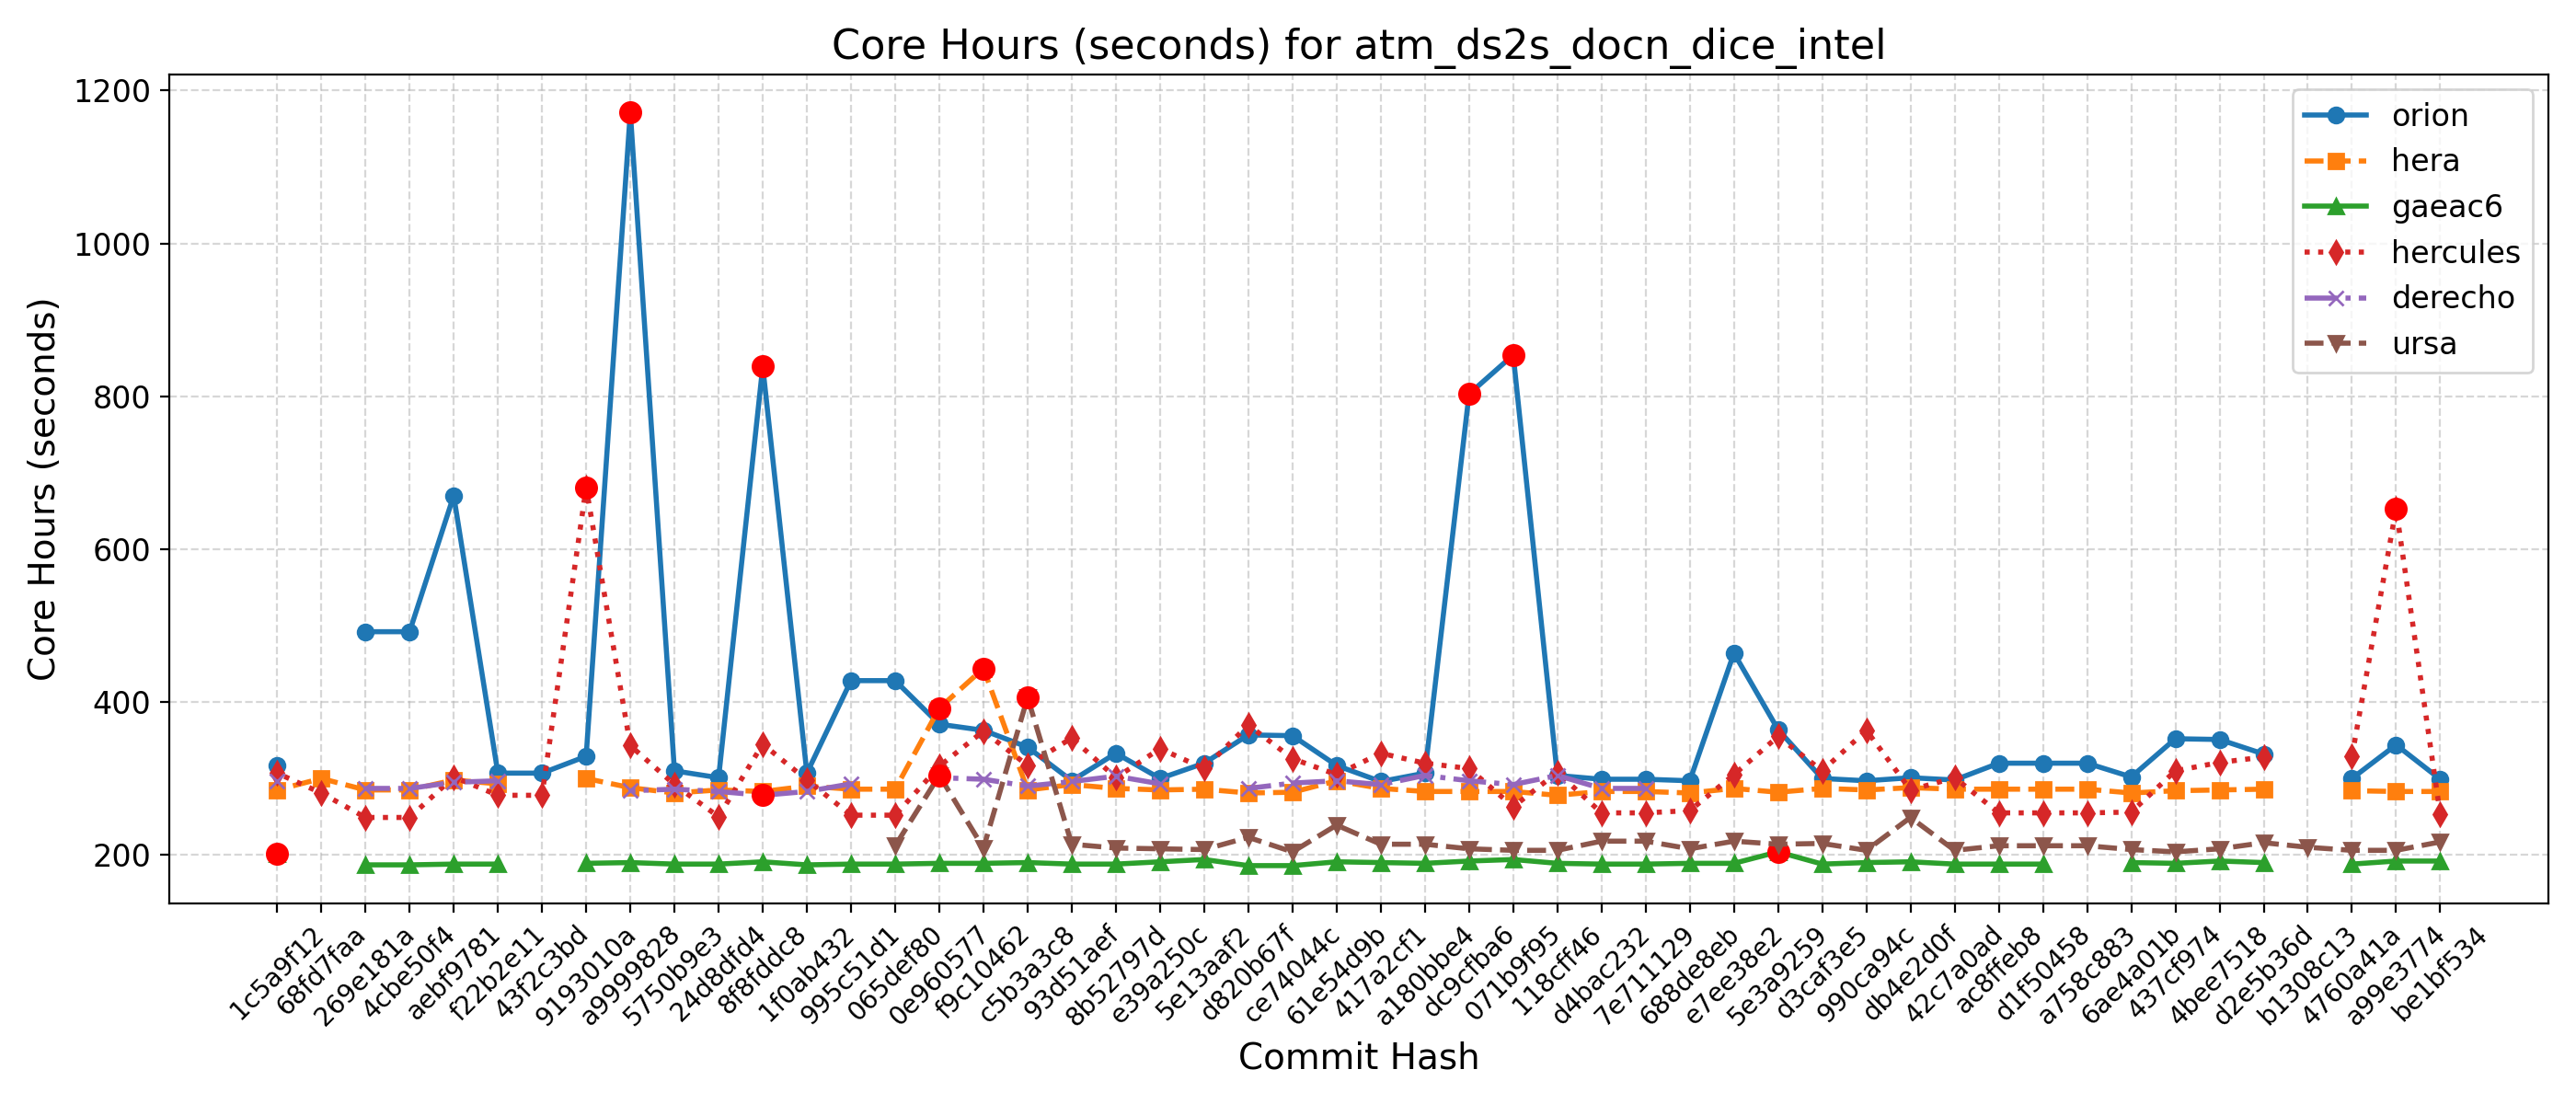 Core Hours (seconds) for atm_ds2s_docn_dice_intel
Core Hours (seconds)
1200
1000
800
600
400
200
orion
hera
gaeac6
hercules
derecho
ursa
1c5a9f12
68fd7faa
269e181a
4cbe50f4
aebf9781
f22b2e11
43f2c3bd
9193010a
a9999828
5750b9e3
24d8dfd4
8f8fddc8
1f0ab432
995c51d1
065def80
0e960577
f9c10462
c5b3a3c8
93d51aef
8b52797d
e39a250c
5e13aaf2
d820b67f
ce74044c
61e54d9b
417a2cf1
a180bbe4
dc9cfba6
071b9f95
118cff46
d4bac232
7e711129
688de8eb
e7ee38e2
5e3a9259
d3caf3e5
990ca94c
db4e2d0f
42c7a0ad
ac8ffeb8
d1f50458
a758c883
6ae4a01b
437cf974
4bee7518
d2e5b36d
b1308c13
4760a41a
a99e3774
be1bf534
Commit Hash